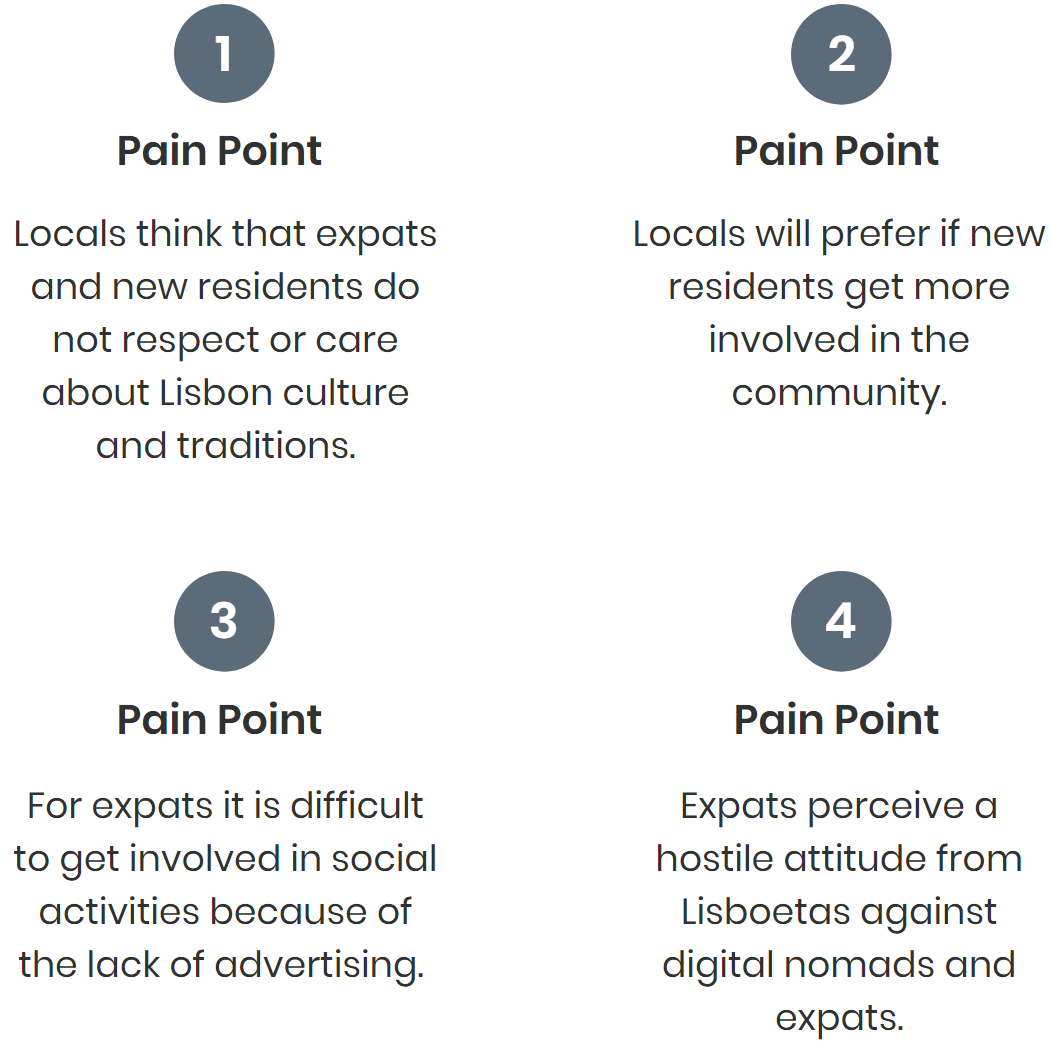 1
Pain Point
Locals think that expats
and new residents do
not respect or care
about Lisbon culture
and traditions.
2
Pain Point
Locals will prefer if new
residents get more
involved in the
community.
3
Pain Point
For expats it is difficult
to get involved in social
activities because of
the lack of advertising.
4
Pain Point
Expats perceive a
hostile attitude from
Lisboetas against
digital nomads and
expats.